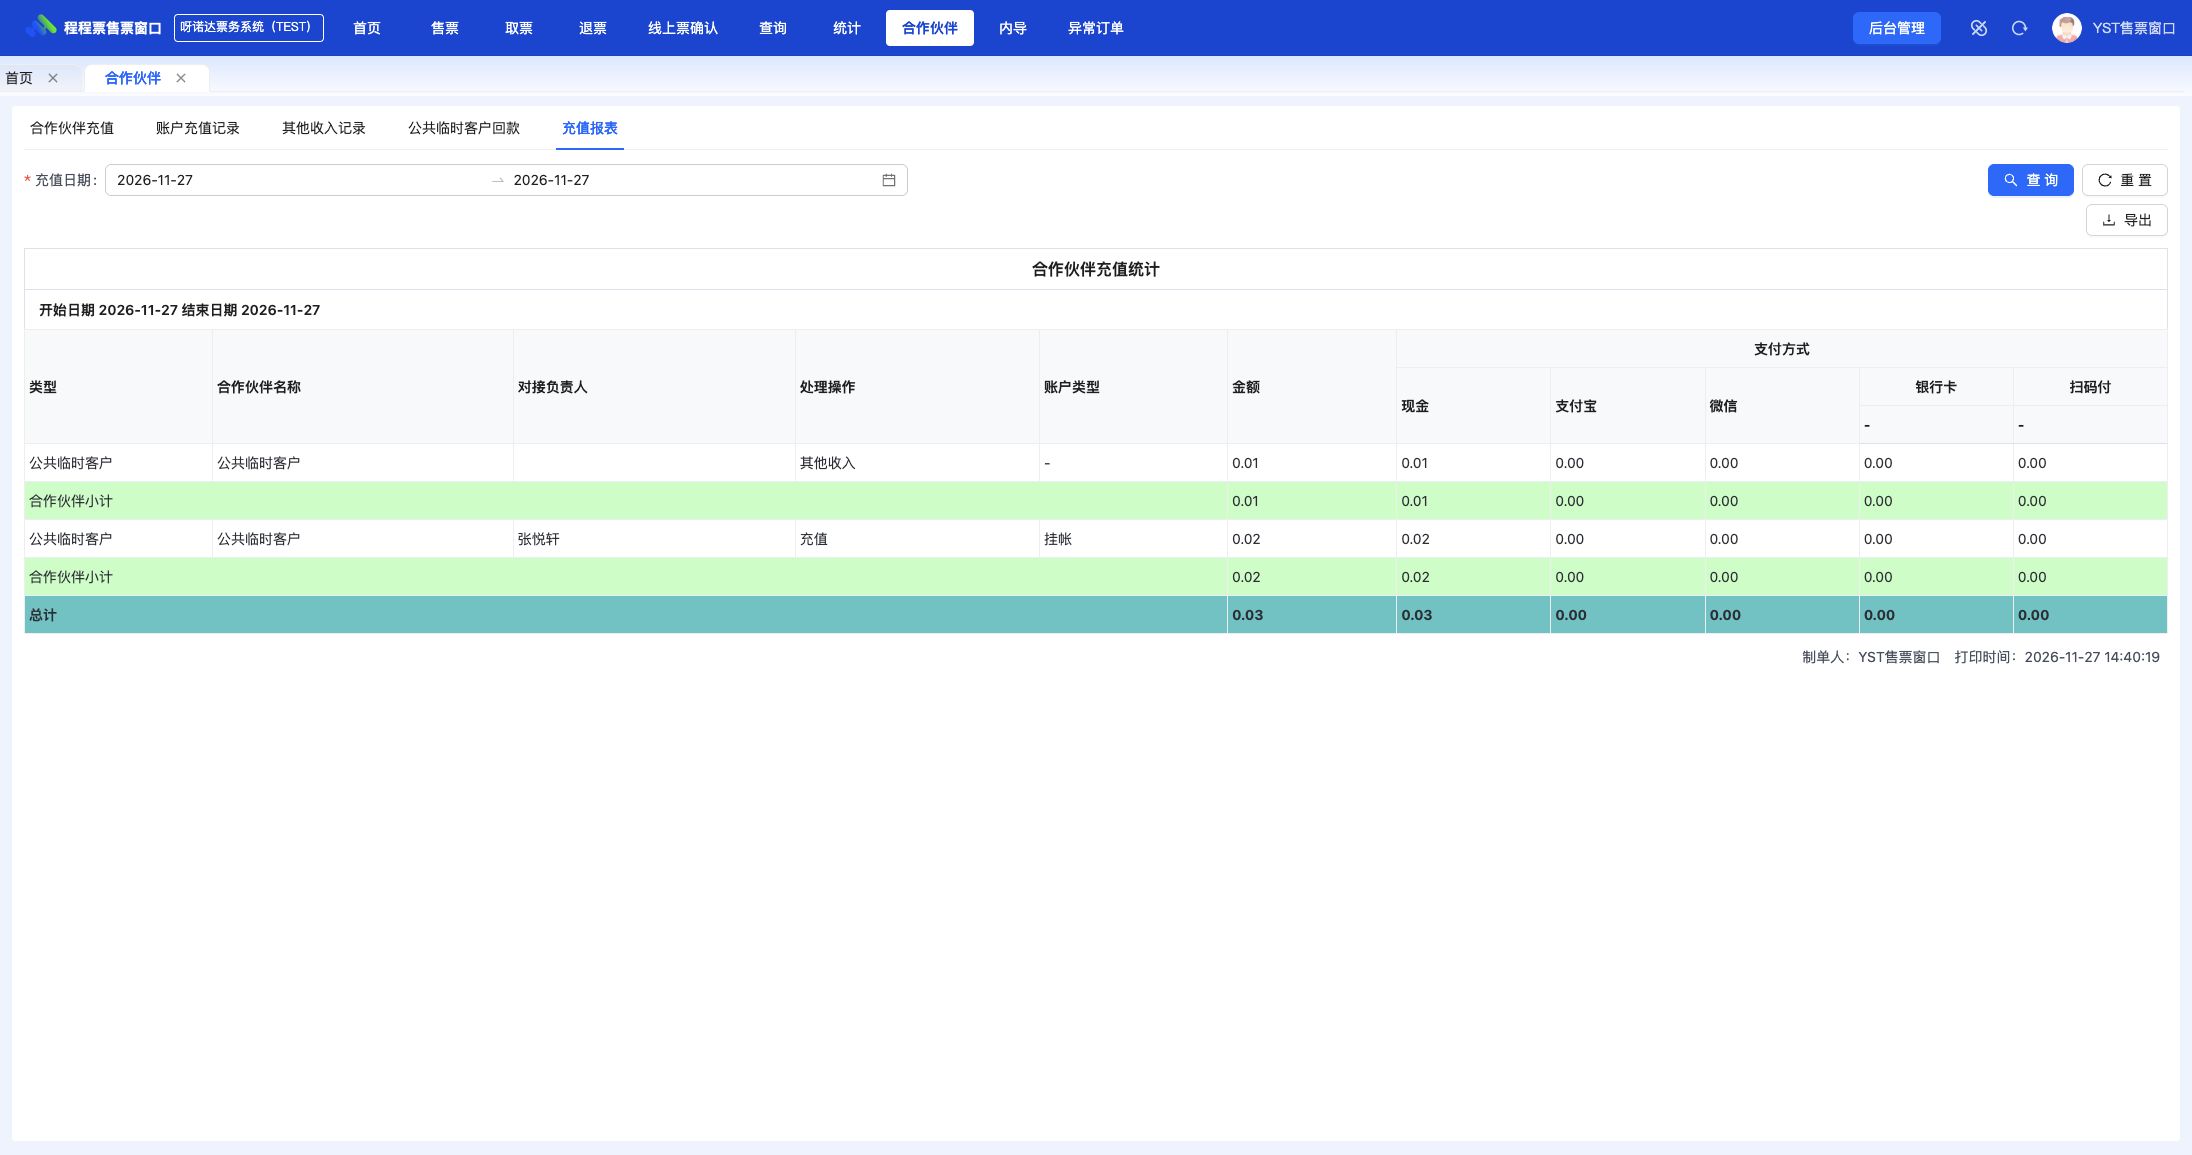 程程票售票窗口 呀诺达票务系统（TEST） 首页 售票 取票 退票 线上票确认 查询 统计 合作伙伴 内导 异常订单 后台管理 YST售票窗口
首页 合作伙伴
合作伙伴充值 账户充值记录 其他收入记录 公共临时客户回款 充值报表
* 充值日期: 2026-11-27 → 2026-11-27 查 询 重 置
导出
合作伙伴充值统计
开始日期 2026-11-27 结束日期 2026-11-27
支付方式
类型 合作伙伴名称 对接负责人 处理操作 账户类型 金额 银行卡 扫码付
现金 支付宝 微信
- -
公共临时客户 公共临时客户 其他收入 - 0.01 0.01 0.00 0.00 0.00 0.00
合作伙伴小计 0.01 0.01 0.00 0.00 0.00 0.00
公共临时客户 公共临时客户 张悦轩 充值 挂帐 0.02 0.02 0.00 0.00 0.00 0.00
合作伙伴小计 0.02 0.02 0.00 0.00 0.00 0.00
总计 0.03 0.03 0.00 0.00 0.00 0.00
制单人：YST售票窗口 打印时间：2026-11-27 14:40:19